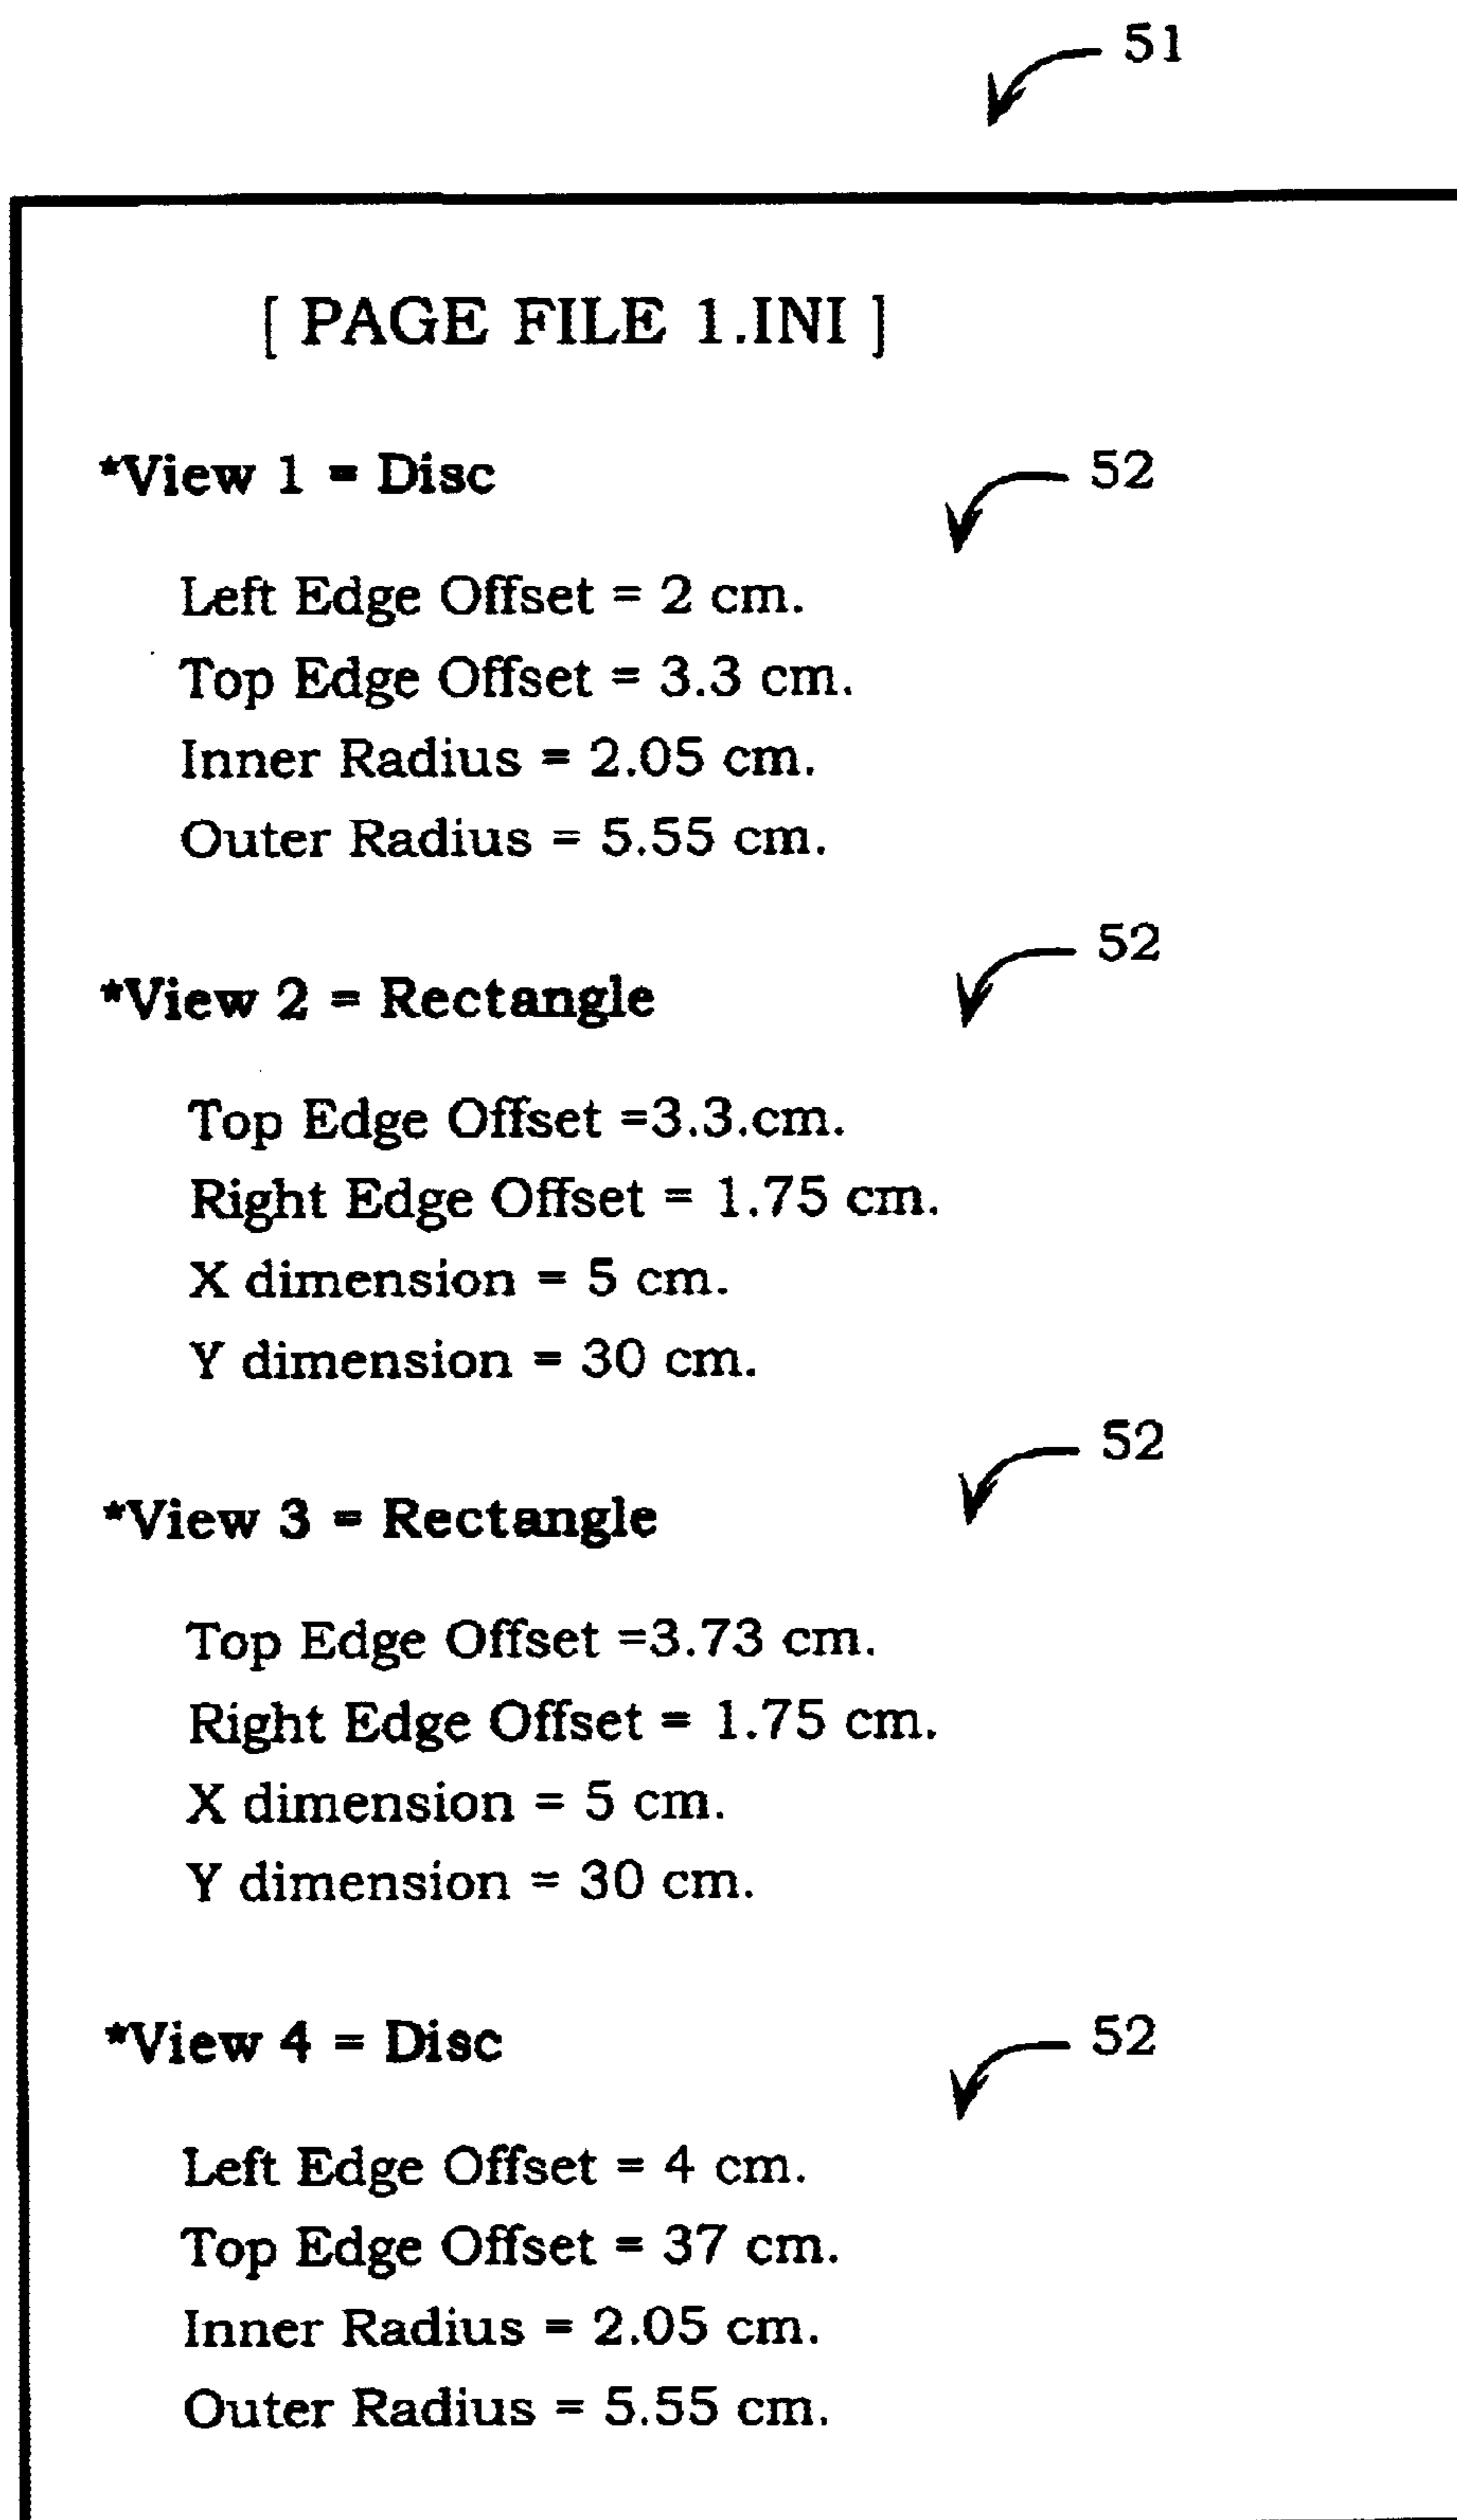 51
[ PAGE FILE 1.INI ]
*View 1 = Disc
52
Left Edge Offset = 2 cm.
Top Edge Offset = 3.3 cm.
Inner Radius = 2.05 cm.
Outer Radius = 5.55 cm.
52
*View 2 = Rectangle
Top Edge Offset =3.3.cm.
Right Edge Offset = 1.75 cm.
X dimension = 5 cm.
Y dimension = 30 cm.
52
*View 3 = Rectangle
Top Edge Offset =3.73 cm.
Right Edge Offset = 1.75 cm.
X dimension = 5 cm.
Y dimension = 30 cm.
*View 4 = Disc
52
Left Edge Offset = 4 cm.
Top Edge Offset = 37 cm.
Inner Radius = 2.05 cm.
Outer Radius = 5.55 cm.